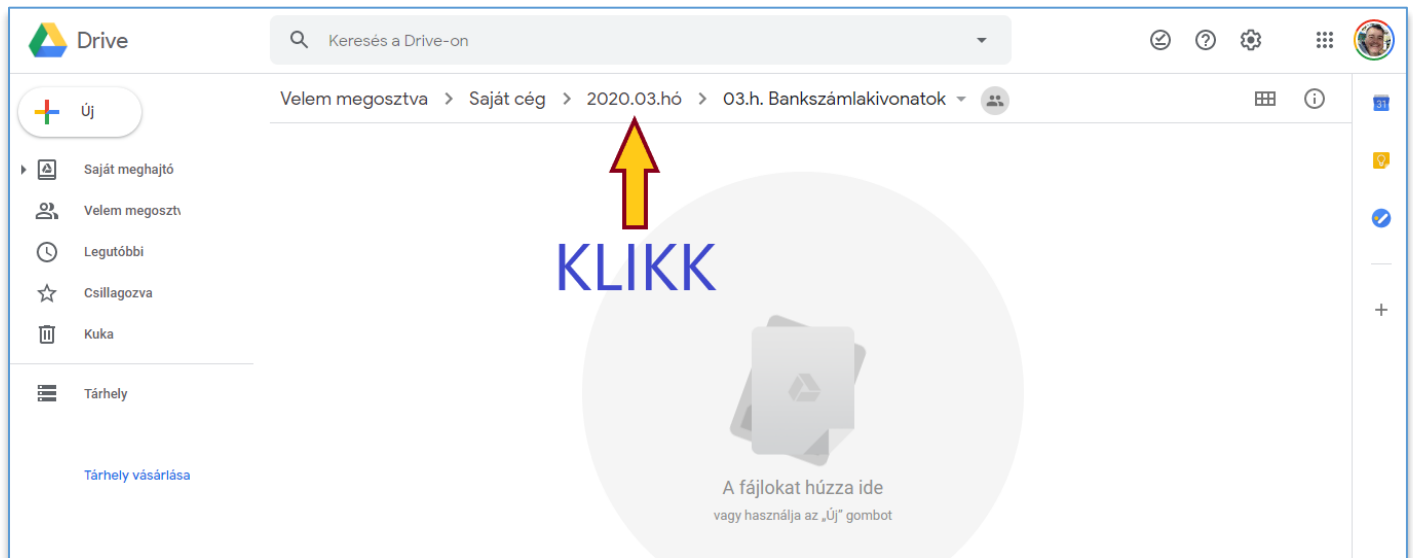 Drive
Keresés a Drive-on
Új
Velem megosztva > Saját cég > 2020.03.hó > 03.h. Bankszámlakivonatok
31
Saját meghajtó
Velem megosztv
Legutóbbi
KLIKK
Csillagozva
Kuka
Tárhely
Tárhely vásárlása
A fájlokat húzza ide
vagy használja az „Új” gombot